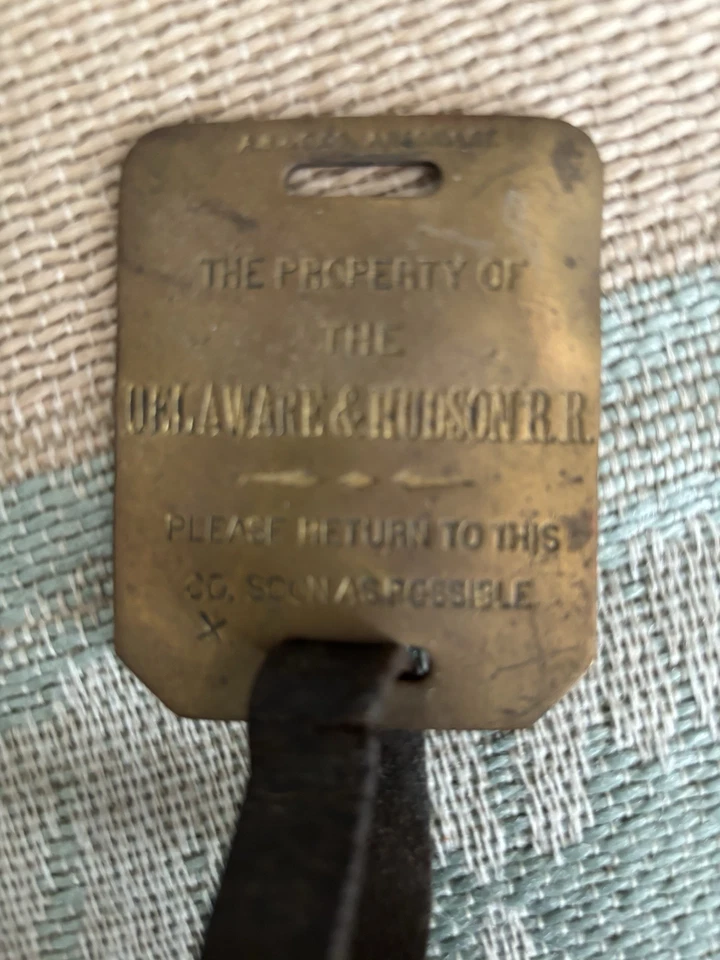 THE PROPERTY OF
THE
DELAWARE & HUDSON R. R.
PLEASE RETURN TO THIS
CO. SOON AS POSSIBLE
X